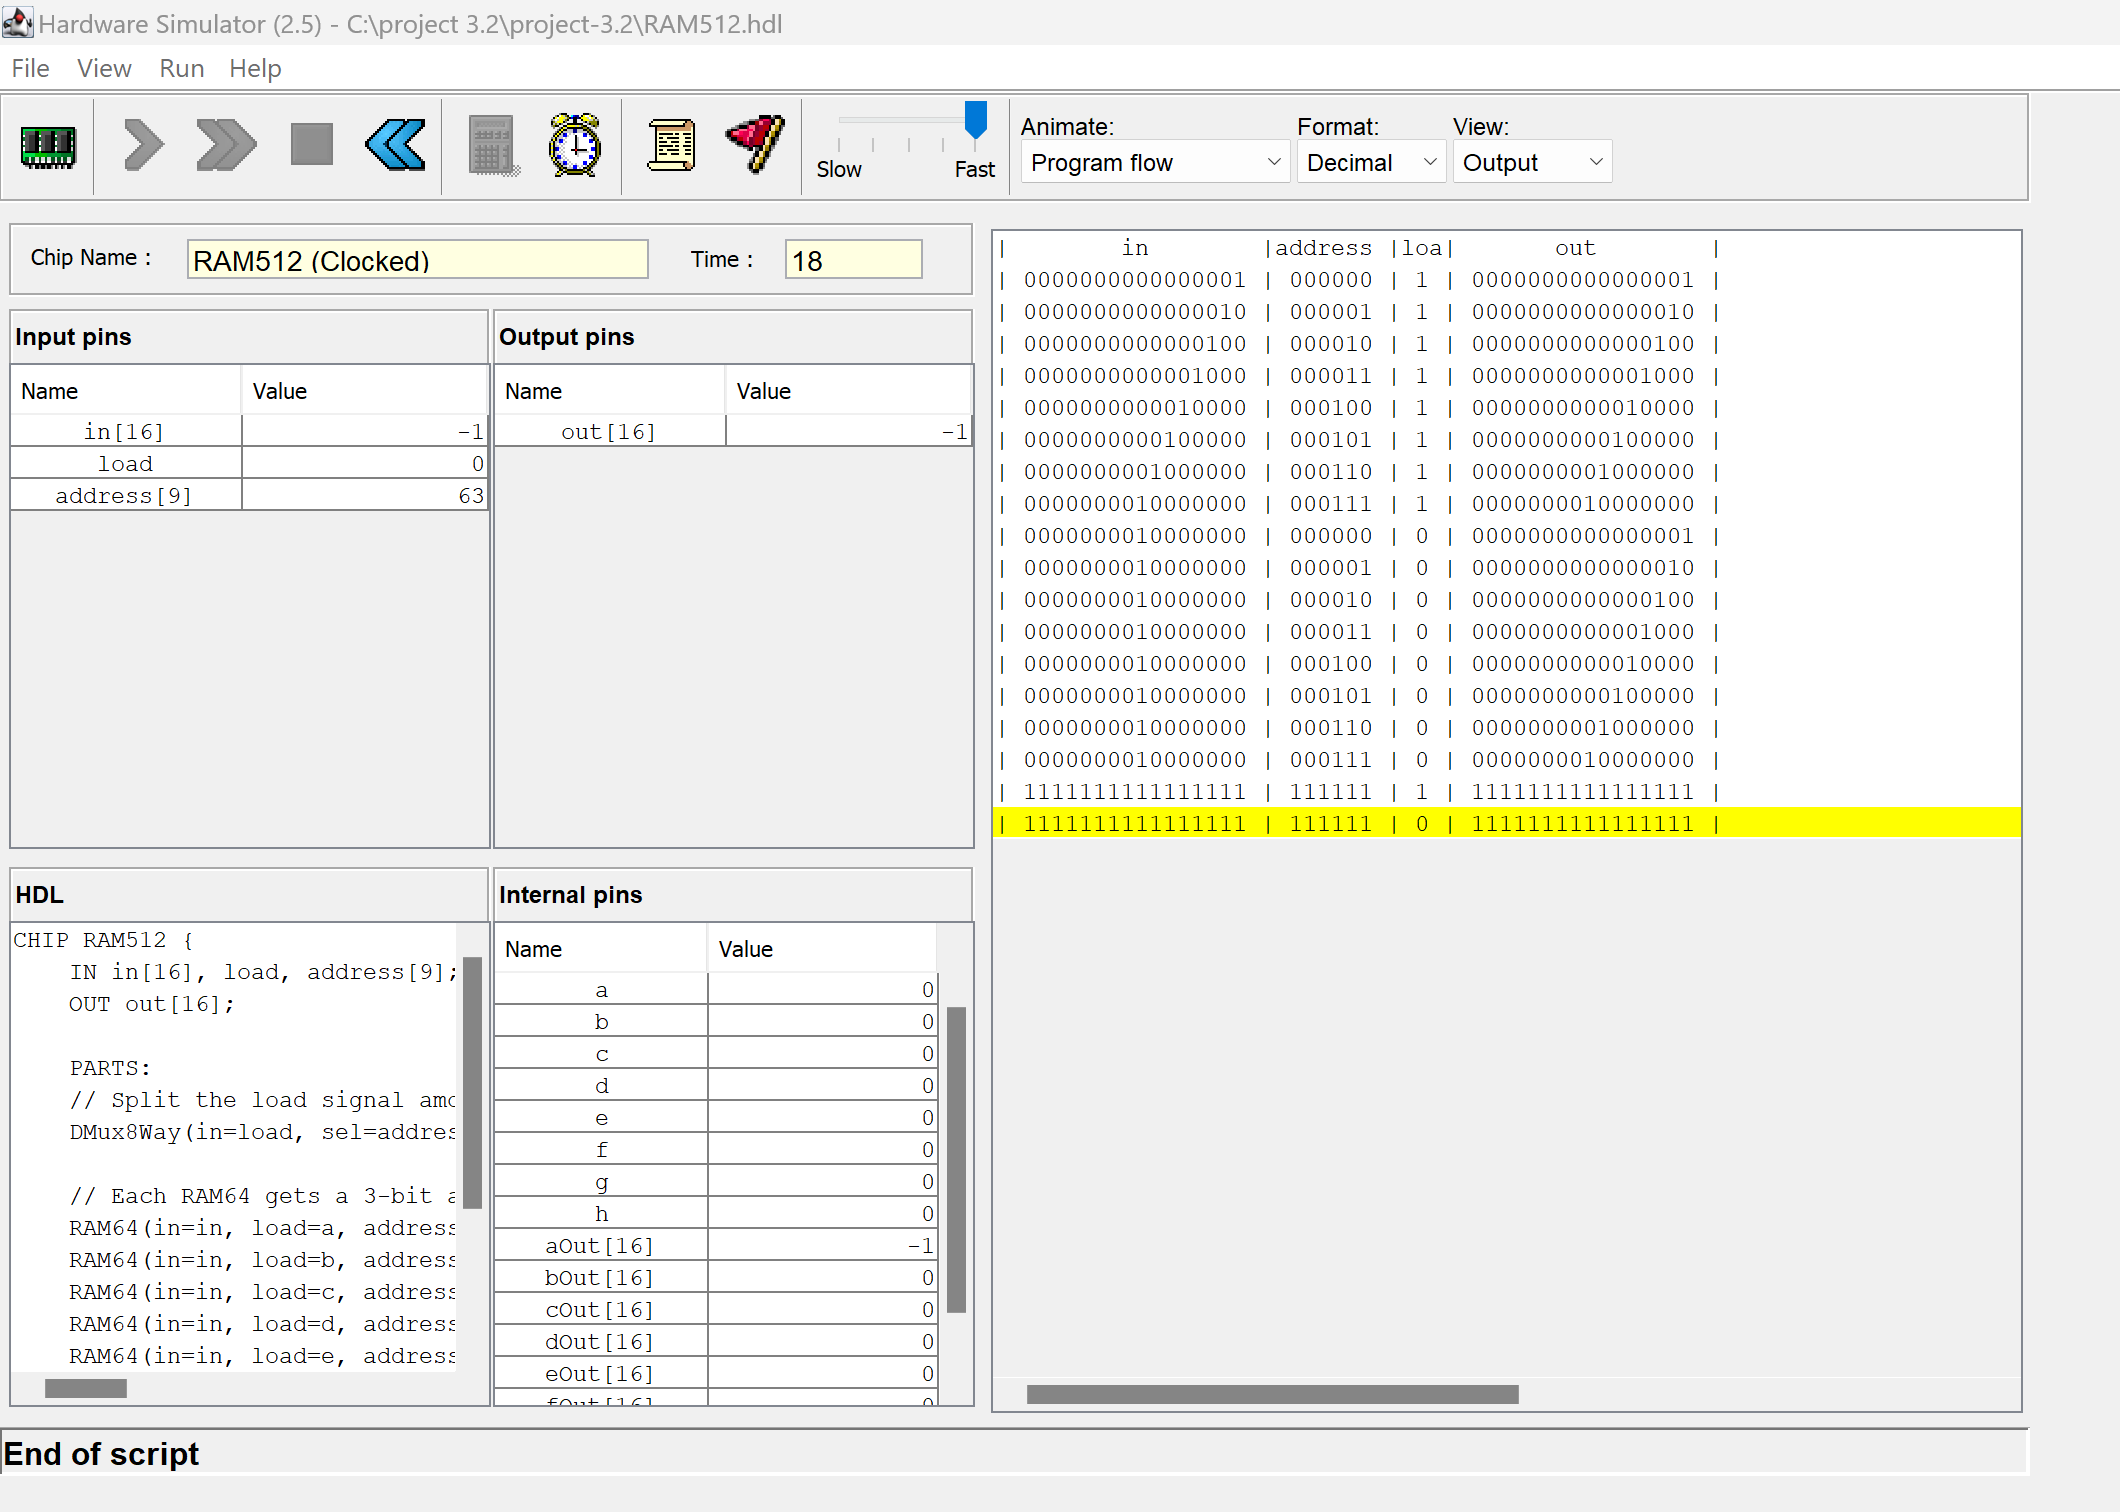 Hardware Simulator (2.5) - C:\project 3.2\project-3.2\RAM512.hdl
File View Run Help
Slow Fast
Animate: Format: View:
Program flow Decimal Output
Chip Name : RAM512 (Clocked) Time : 18
Input pins
Name Value
in[16] -1
load 0
address[9] 63
Output pins
Name Value
out[16] -1
HDL
CHIP RAM512 {
IN in[16], load, address[9];
OUT out[16];
PARTS:
// Split the load signal amo
DMux8Way(in=load, sel=addres
// Each RAM64 gets a 3-bit a
RAM64(in=in, load=a, address
RAM64(in=in, load=b, address
RAM64(in=in, load=c, address
RAM64(in=in, load=d, address
RAM64(in=in, load=e, address
Internal pins
Name Value
a 0
b 0
c 0
d 0
e 0
f 0
g 0
h 0
aOut[16] -1
bOut[16] 0
cOut[16] 0
dOut[16] 0
eOut[16] 0
fOut[16] 0
| in |address |loa| out |
| 0000000000000001 | 000000 | 1 | 0000000000000001 |
| 0000000000000010 | 000001 | 1 | 0000000000000010 |
| 0000000000000100 | 000010 | 1 | 0000000000000100 |
| 0000000000001000 | 000011 | 1 | 0000000000001000 |
| 0000000000010000 | 000100 | 1 | 0000000000010000 |
| 0000000000100000 | 000101 | 1 | 0000000000100000 |
| 0000000001000000 | 000110 | 1 | 0000000001000000 |
| 0000000010000000 | 000111 | 1 | 0000000010000000 |
| 0000000010000000 | 000000 | 0 | 0000000000000001 |
| 0000000010000000 | 000001 | 0 | 0000000000000010 |
| 0000000010000000 | 000010 | 0 | 0000000000000100 |
| 0000000010000000 | 000011 | 0 | 0000000000001000 |
| 0000000010000000 | 000100 | 0 | 0000000000010000 |
| 0000000010000000 | 000101 | 0 | 0000000000100000 |
| 0000000010000000 | 000110 | 0 | 0000000001000000 |
| 0000000010000000 | 000111 | 0 | 0000000010000000 |
| 1111111111111111 | 111111 | 1 | 1111111111111111 |
| 1111111111111111 | 111111 | 0 | 1111111111111111 |
End of script